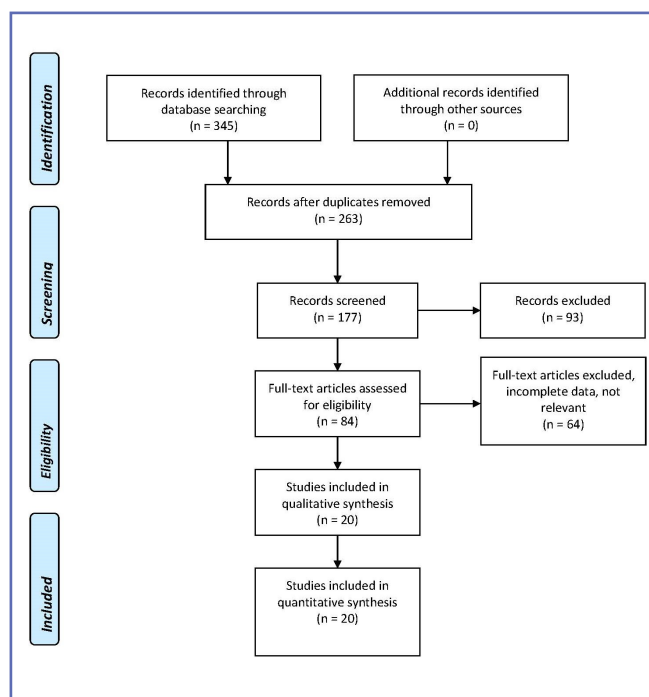 Identification
Records identified through
database searching
(n = 345)
Additional records identified
through other sources
(n = 0)
Records after duplicates removed
(n = 263)
Screening
Records screened
(n = 177)
Records excluded
(n = 93)
Eligibility
Full-text articles assessed
for eligibility
(n = 84)
Full-text articles excluded,
incomplete data, not
relevant
(n = 64)
Studies included in
qualitative synthesis
(n = 20)
Included
Studies included in
quantitative synthesis
(n = 20)